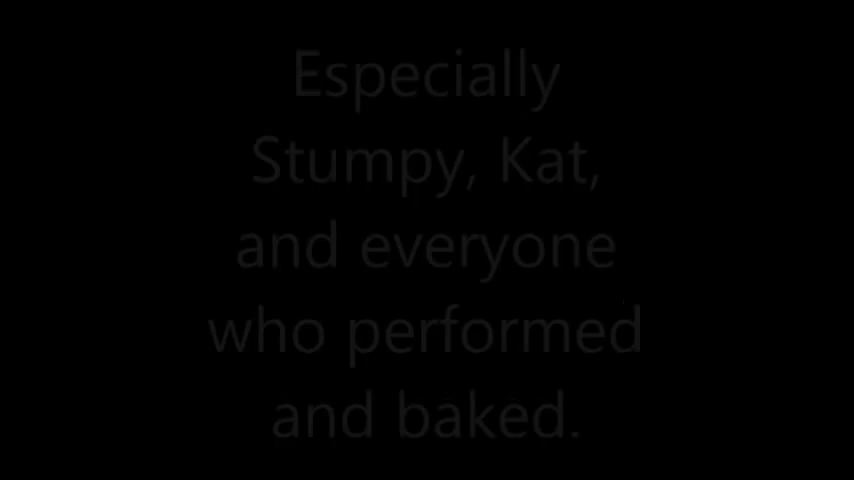 Especially
Stumpy, Kat,
and everyone
who performed
and baked.